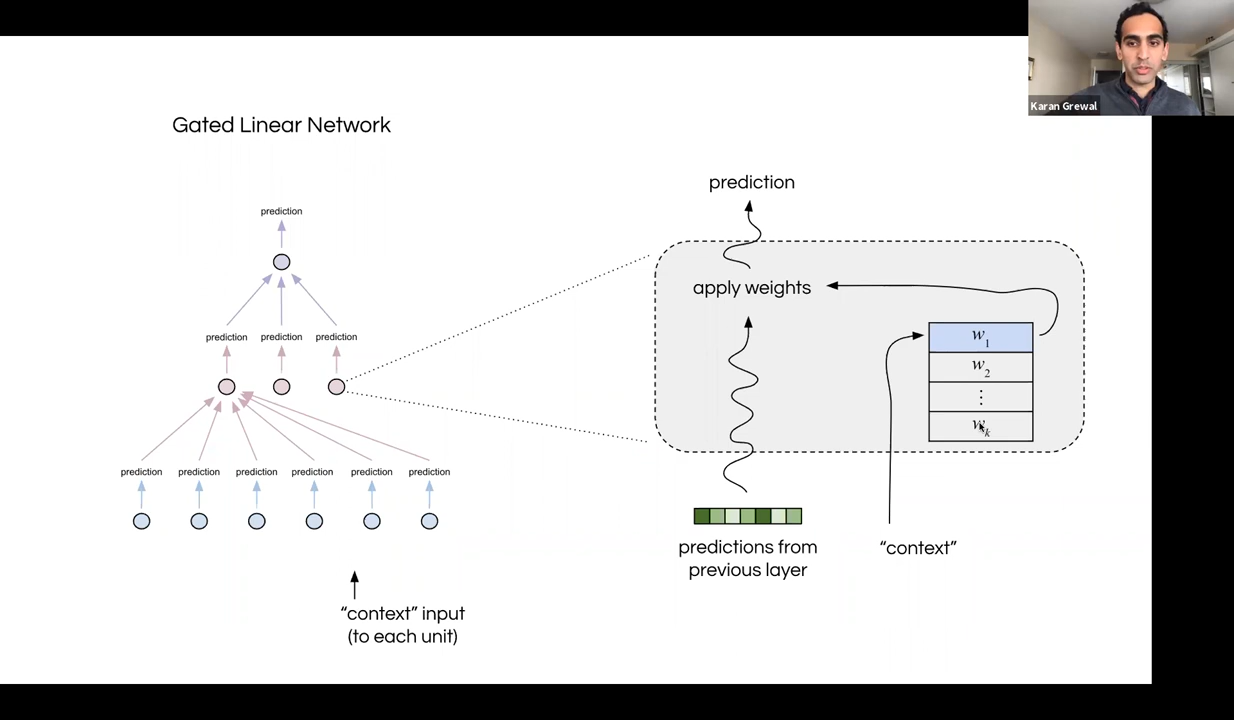 Karan Grewal
Gated Linear Network
prediction
prediction prediction prediction
prediction prediction prediction prediction prediction prediction
"context" input
(to each unit)
prediction
apply weights
w1
w2
⋮
wk
predictions from
previous layer
"context"